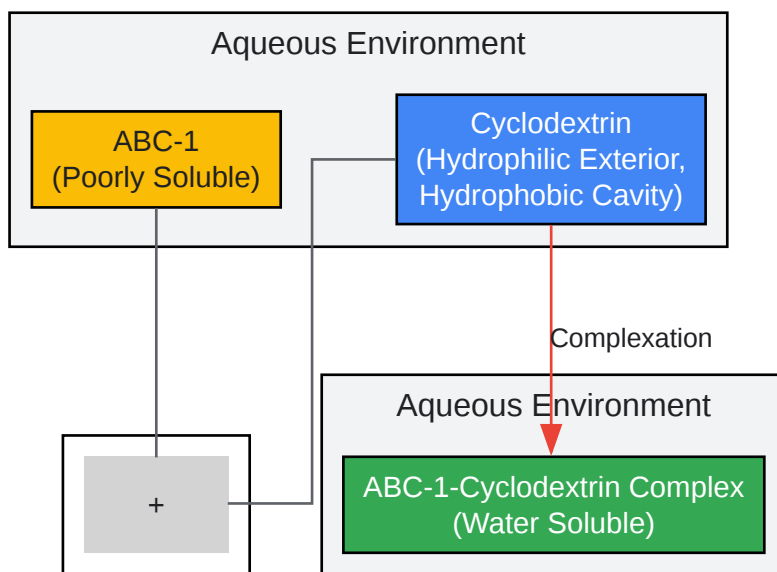 Aqueous Environment
ABC-1
(Poorly Soluble)
Cyclodextrin
(Hydrophilic Exterior,
Hydrophobic Cavity)
Complexation
Aqueous Environment
+
ABC-1-Cyclodextrin Complex
(Water Soluble)